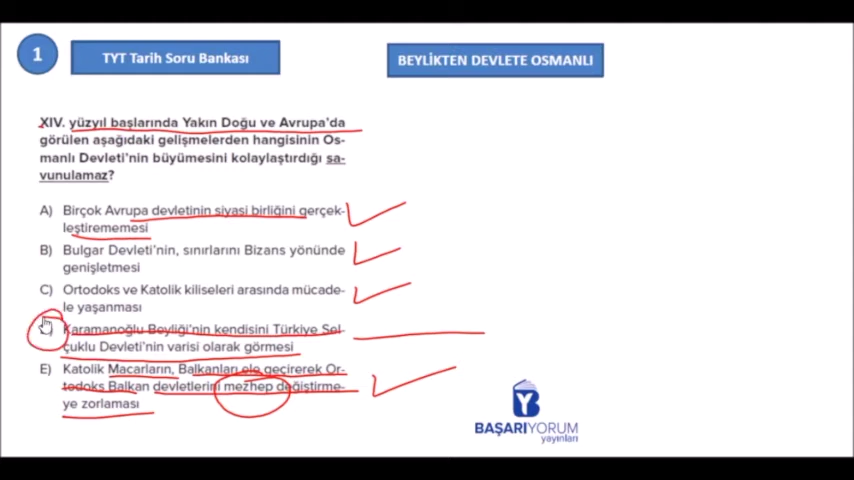 1
TYT Tarih Soru Bankası
BEYLİKTEN DEVLETE OSMANLI
XIV. yüzyıl başlarında Yakın Doğu ve Avrupa'da
görülen aşağıdaki gelişmelerden hangisinin Os-
manlı Devleti'nin büyümesini kolaylaştırdığı sa-
vunulamaz?
A) Birçok Avrupa devletinin siyasi birliğini gerçek-
leştirememesi
B) Bulgar Devleti'nin, sınırlarını Bizans yönünde
genişletmesi
C) Ortodoks ve Katolik kiliseleri arasında mücade-
le yaşanması
) Karamanoğlu Beyliği'nin kendisini Türkiye Sel-
çuklu Devleti'nin varisi olarak görmesi
E) Katolik Macarların, Balkanları ele geçirerek Or-
todoks Balkan devletlerini mezhep değiştirme-
ye zorlaması
BAŞARIYORUM
yayınları